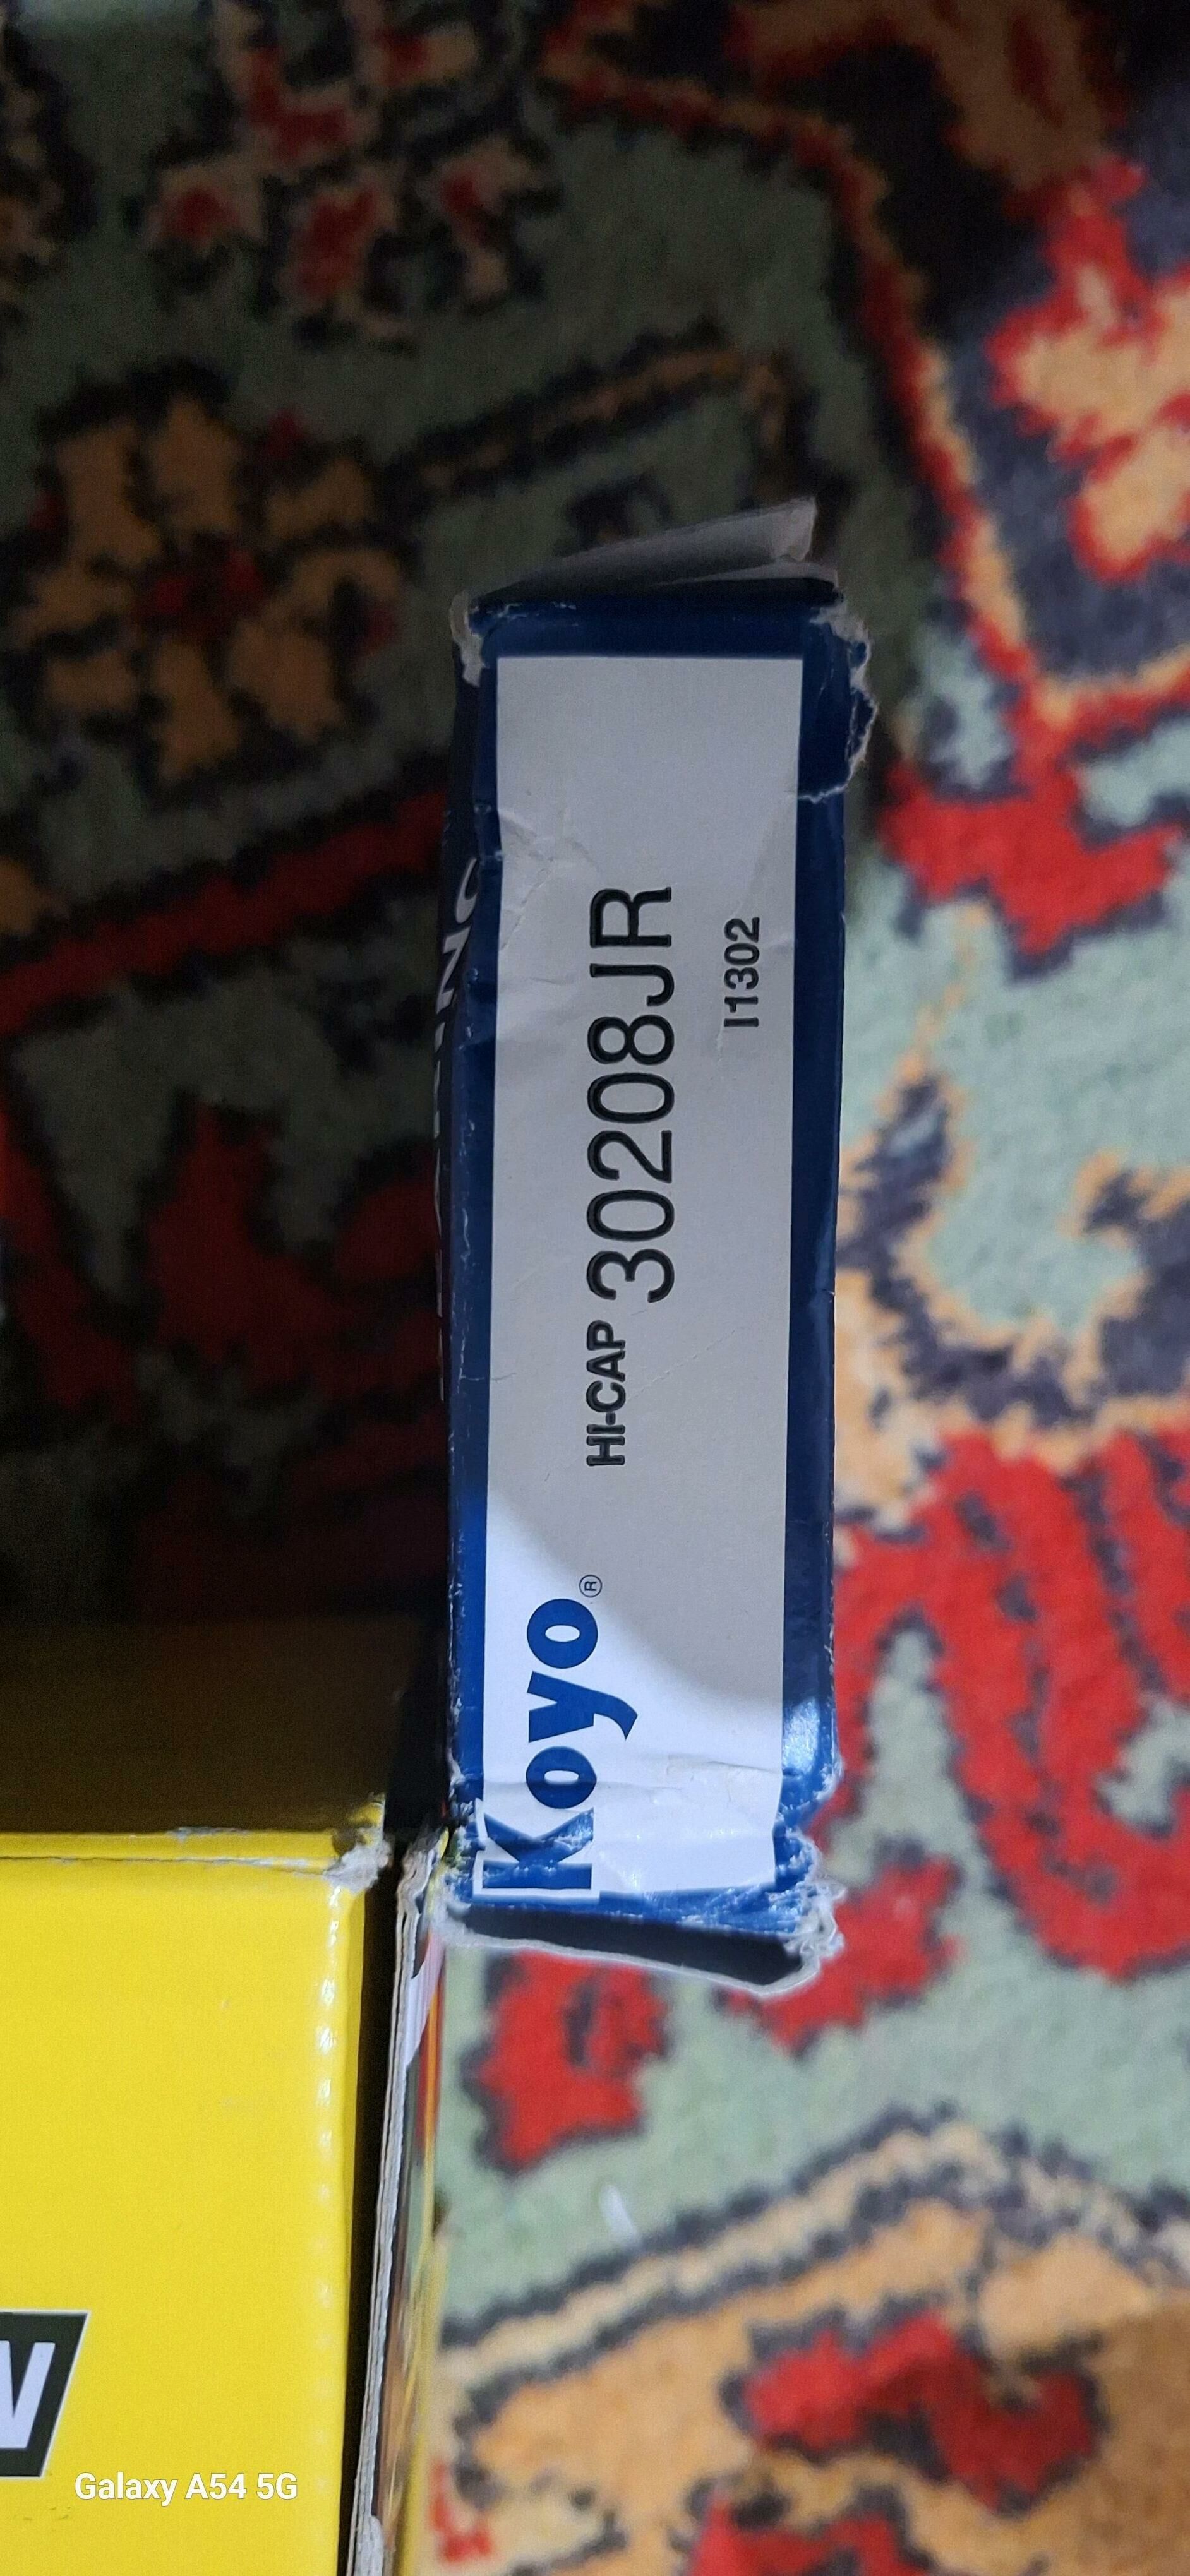 Koyo®
HI-CAP 30208JR
I1302
Galaxy A54 5G